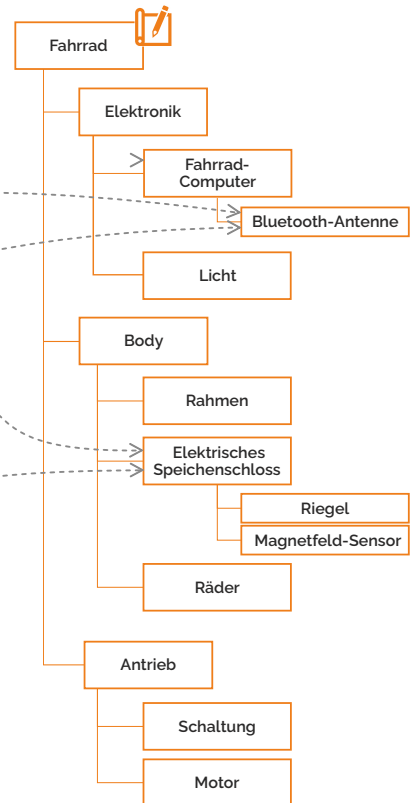 Fahrrad
Elektronik
Fahrrad-
Computer
Bluetooth-Antenne
Licht
Body
Rahmen
Elektrisches
Speichenschloss
Riegel
Magnetfeld-Sensor
Räder
Antrieb
Schaltung
Motor